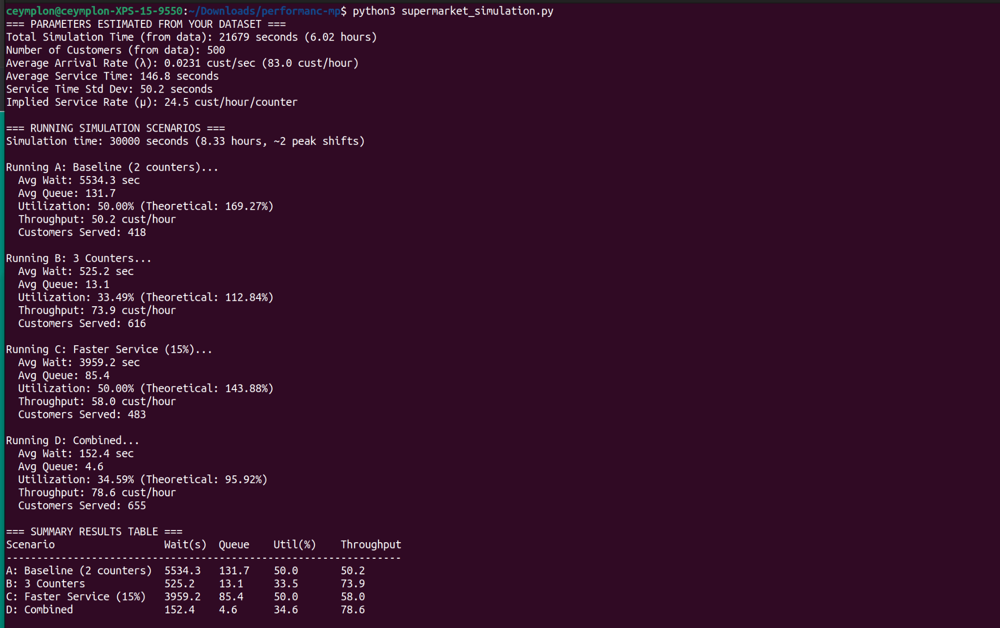 ceymplon@ceymplon-XPS-15-9550:~/Downloads/performanc-mp$ python3 supermarket_simulation.py
=== PARAMETERS ESTIMATED FROM YOUR DATASET ===
Total Simulation Time (from data): 21679 seconds (6.02 hours)
Number of Customers (from data): 500
Average Arrival Rate (λ): 0.0231 cust/sec (83.0 cust/hour)
Average Service Time: 146.8 seconds
Service Time Std Dev: 50.2 seconds
Implied Service Rate (μ): 24.5 cust/hour/counter

=== RUNNING SIMULATION SCENARIOS ===
Simulation time: 30000 seconds (8.33 hours, ~2 peak shifts)

Running A: Baseline (2 counters)...
  Avg Wait: 5534.3 sec
  Avg Queue: 131.7
  Utilization: 50.00% (Theoretical: 169.27%)
  Throughput: 50.2 cust/hour
  Customers Served: 418

Running B: 3 Counters...
  Avg Wait: 525.2 sec
  Avg Queue: 13.1
  Utilization: 33.49% (Theoretical: 112.84%)
  Throughput: 73.9 cust/hour
  Customers Served: 616

Running C: Faster Service (15%)...
  Avg Wait: 3959.2 sec
  Avg Queue: 85.4
  Utilization: 50.00% (Theoretical: 143.88%)
  Throughput: 58.0 cust/hour
  Customers Served: 483

Running D: Combined...
  Avg Wait: 152.4 sec
  Avg Queue: 4.6
  Utilization: 34.59% (Theoretical: 95.92%)
  Throughput: 78.6 cust/hour
  Customers Served: 655

=== SUMMARY RESULTS TABLE ===
Scenario                  Wait(s)  Queue    Util(%)    Throughput
-----------------------------------------------------------------
A: Baseline (2 counters)  5534.3   131.7    50.0       50.2
B: 3 Counters             525.2    13.1     33.5       73.9
C: Faster Service (15%)   3959.2   85.4     50.0       58.0
D: Combined               152.4    4.6      34.6       78.6